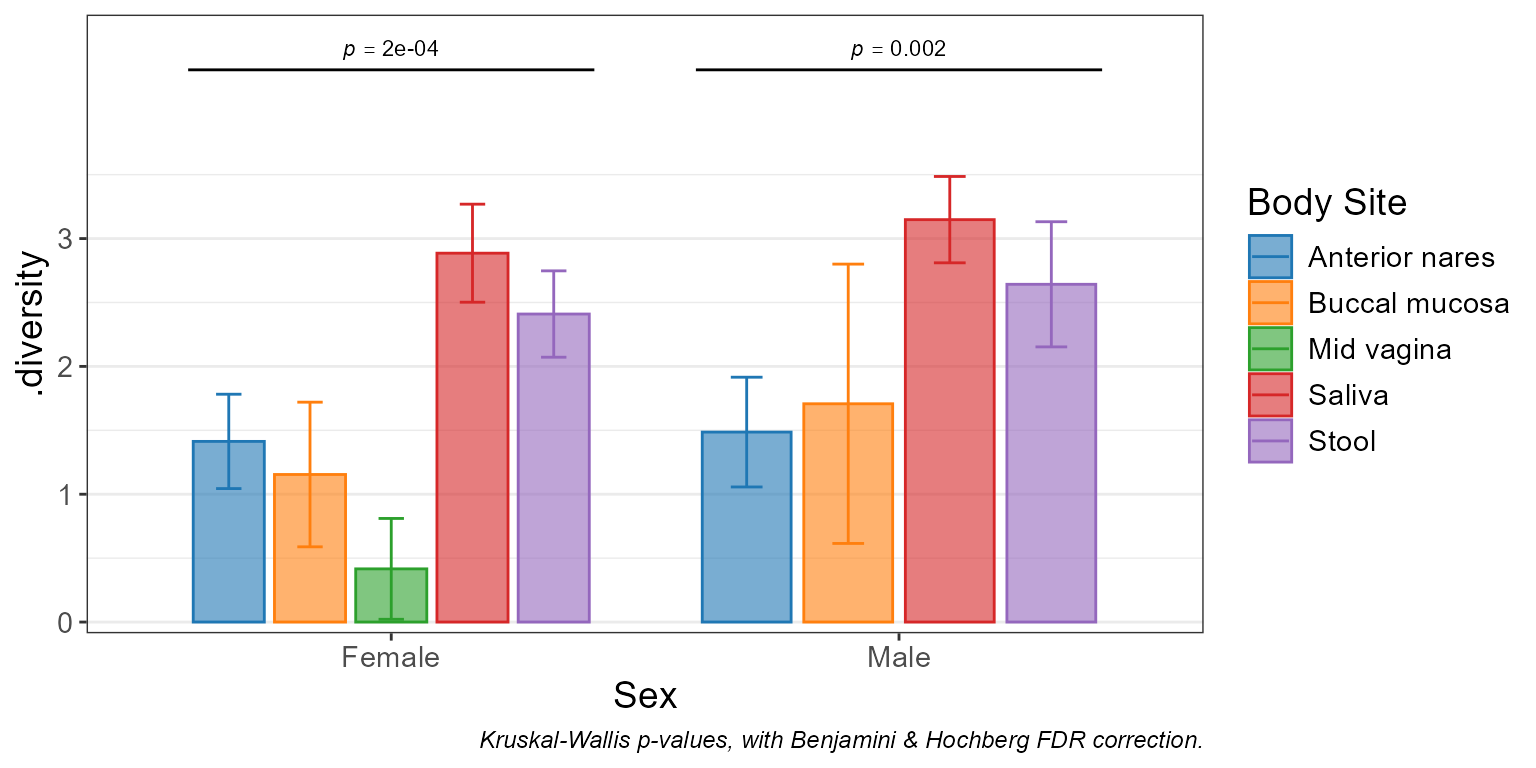 p = 2e-04
p = 0.002
3
2
1
0
.diversity
Female
Male
Sex
Kruskal-Wallis p-values, with Benjamini & Hochberg FDR correction.
Body Site
Anterior nares
Buccal mucosa
Mid vagina
Saliva
Stool